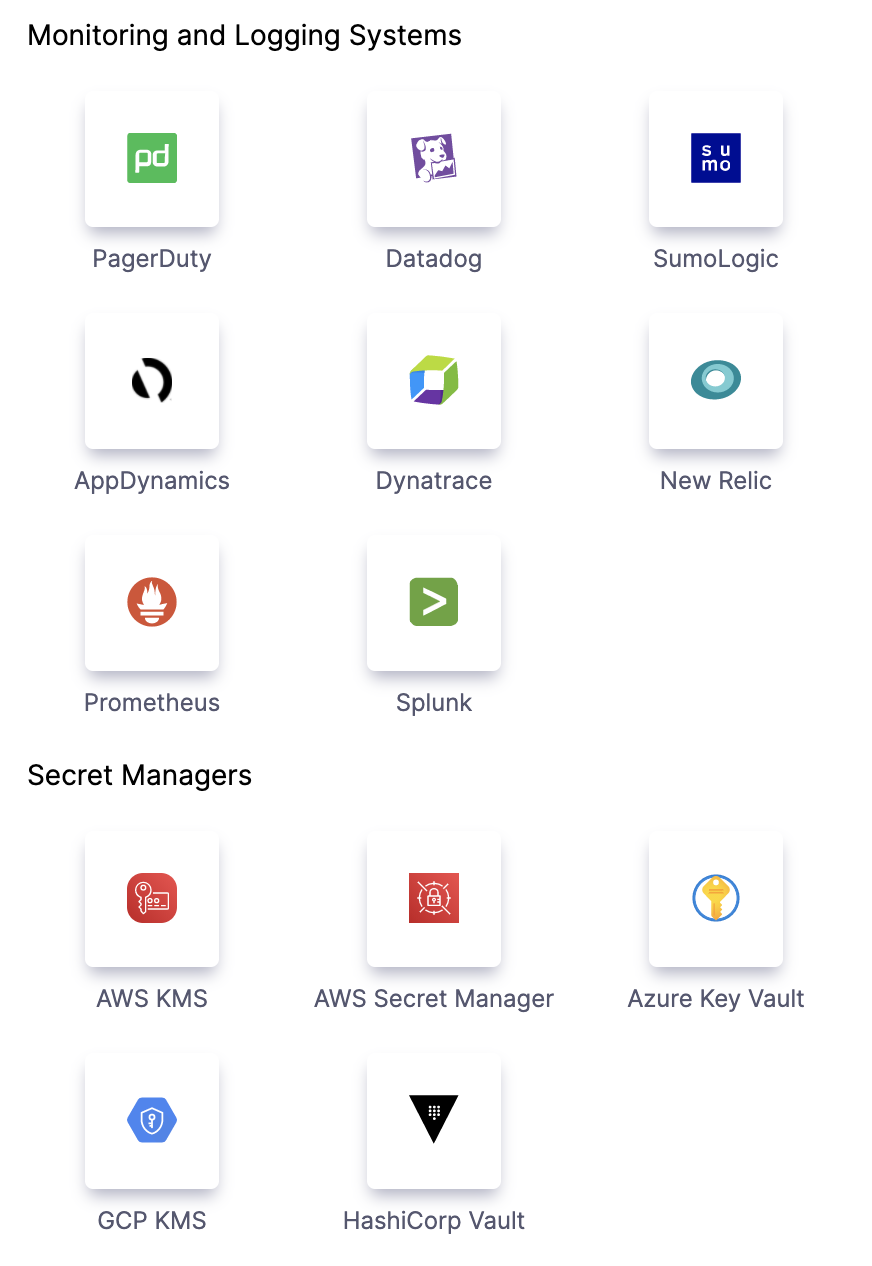 Monitoring and Logging Systems
pd
su
mo
PagerDuty
Datadog
SumoLogic
AppDynamics
Dynatrace
New Relic
>
Prometheus
Splunk
Secret Managers
AWS KMS
AWS Secret Manager
Azure Key Vault
GCP KMS
HashiCorp Vault